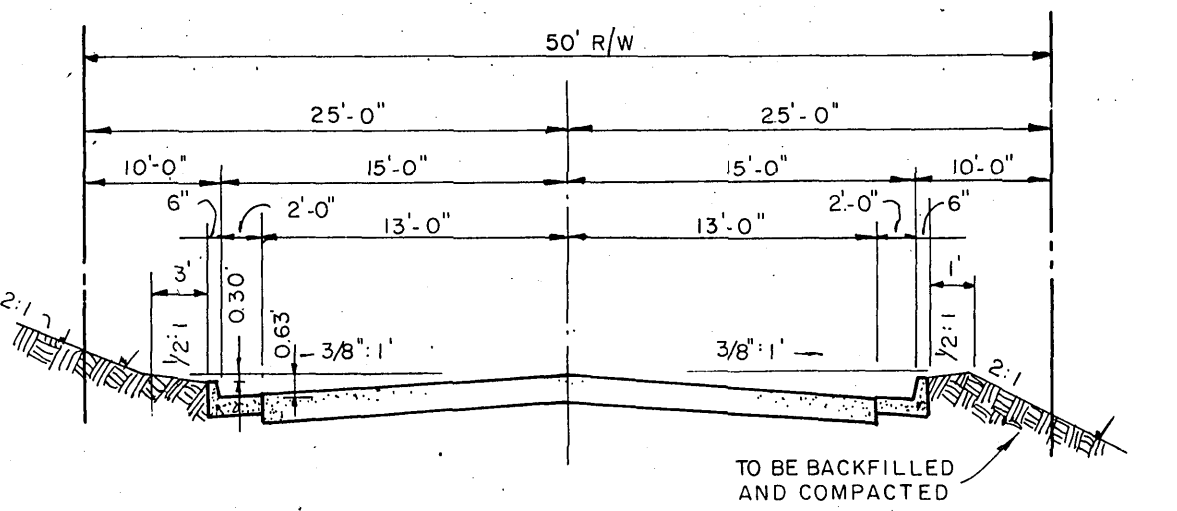 50' R/W
25'-0" 25'-0"
10'-0" 15'-0" 15'-0" 10'-0"
6" 2'-0" 13'-0" 13'-0" 2'-0" 6"
3' 1'
2:1 1/2:1 0.30' 0.63' 3/8":1' 3/8":1' 1/2:1 2:1
TO BE BACKFILLED
AND COMPACTED